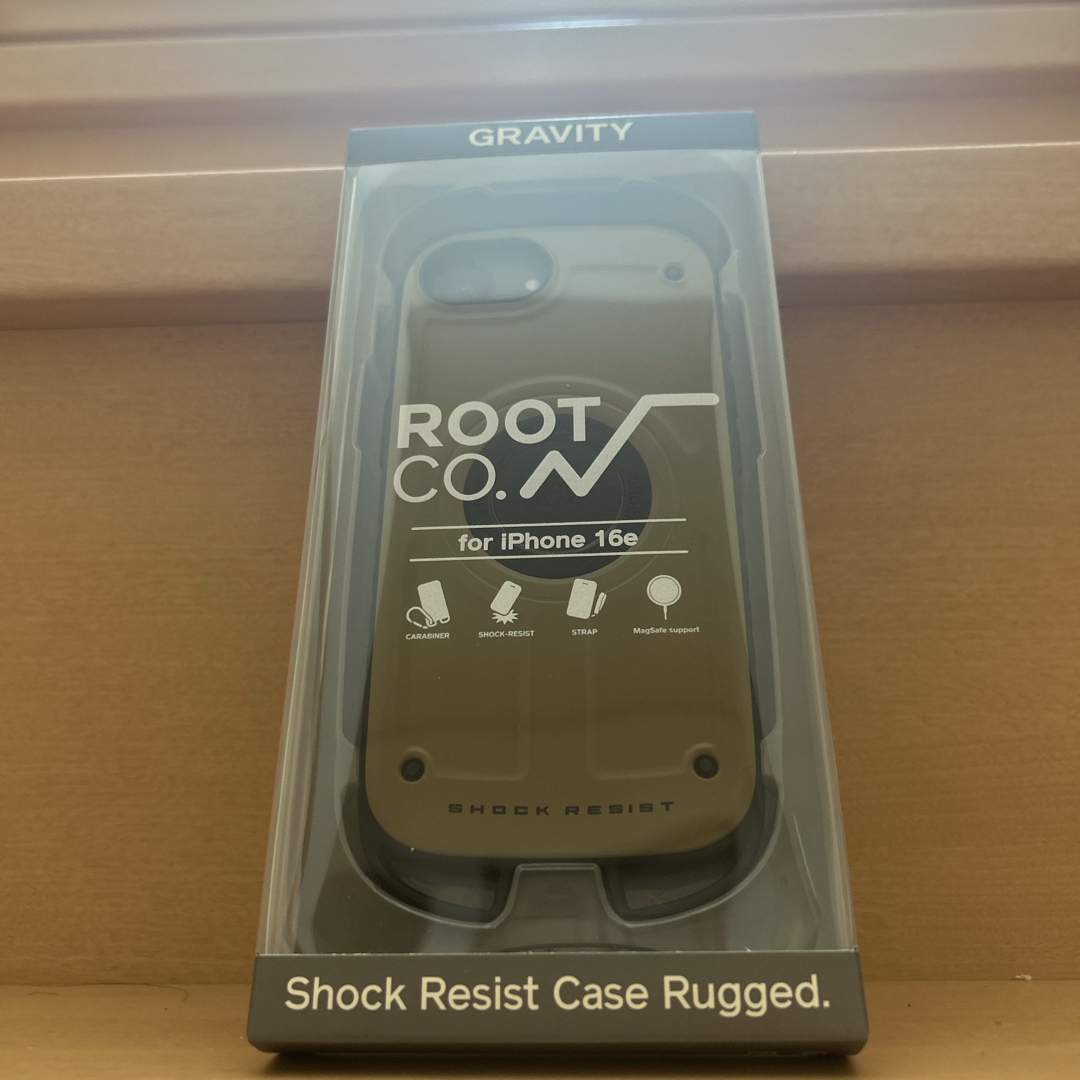 GRAVITY
ROOT
CO.
for iPhone 16e
CARABINER
SHOCK-RESIST
STRAP
MagSafe support
SHOCK RESIST
Shock Resist Case Rugged.